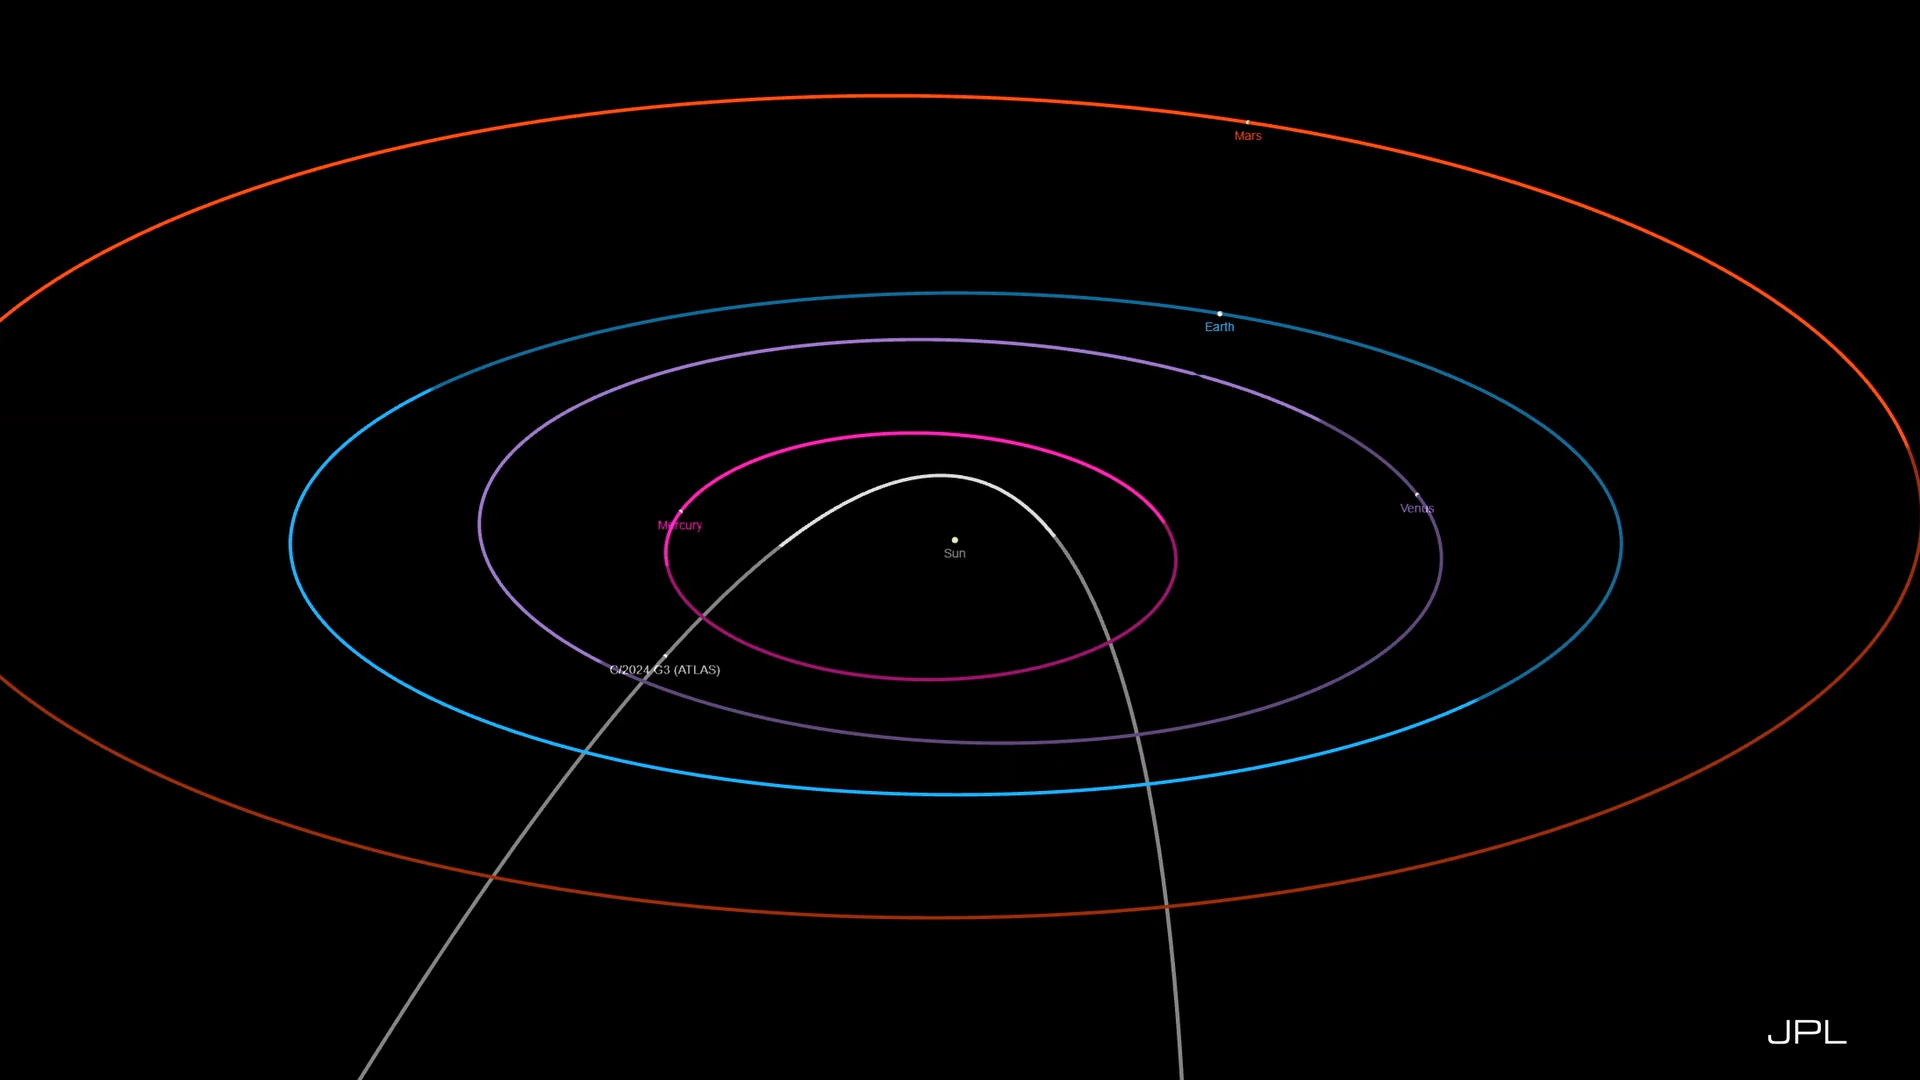 Mars
Earth
Venus
Mercury
Sun
C/2024 G3 (ATLAS)
JPL